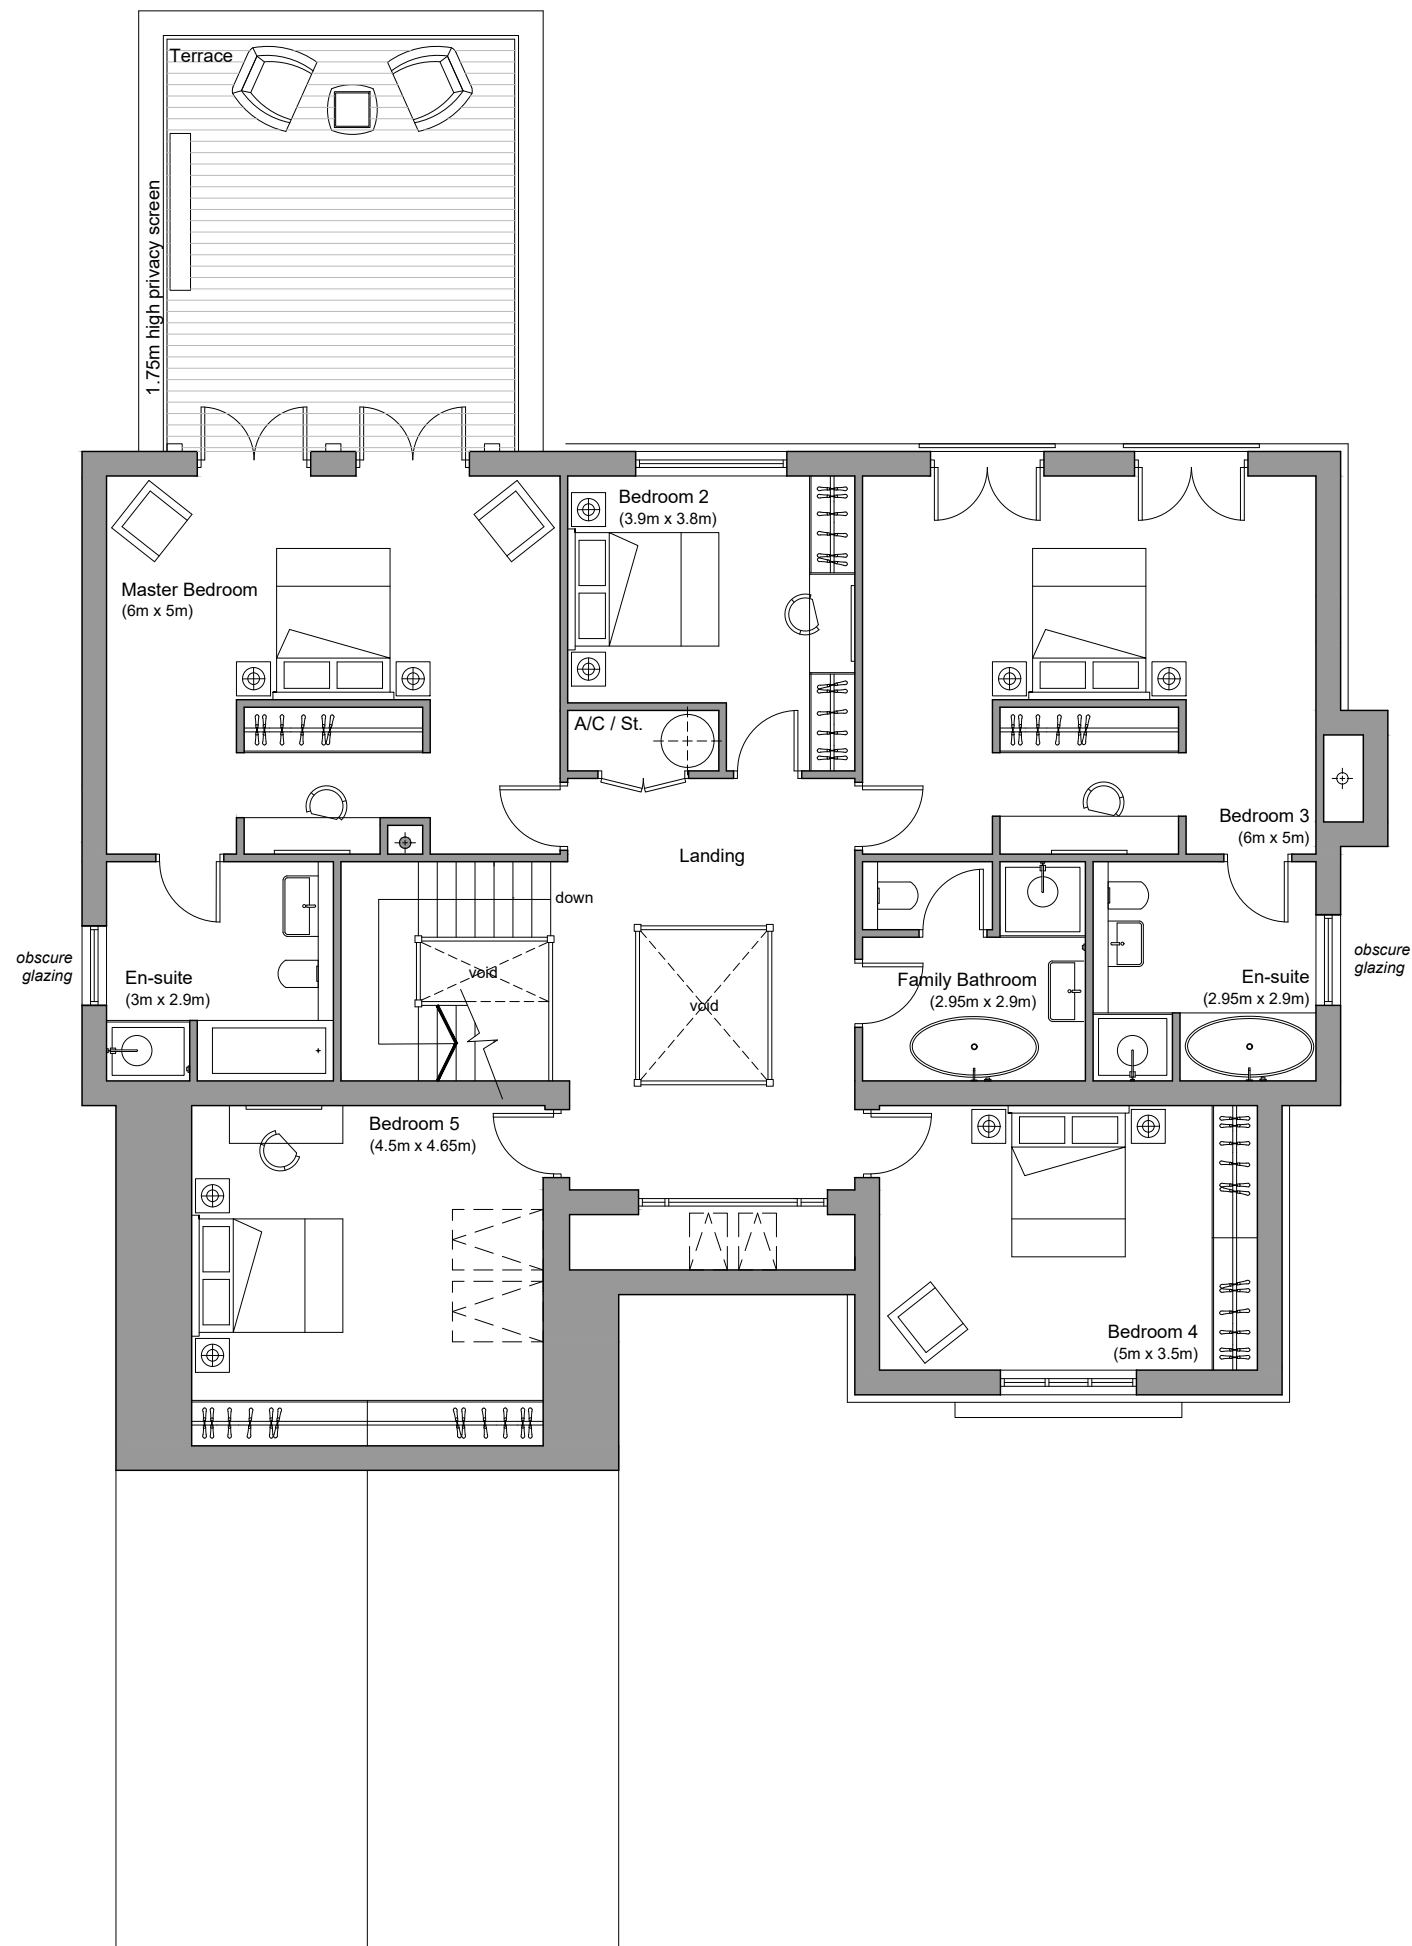 Terrace
1.75m high privacy screen
Bedroom 2
(3.9m x 3.8m)
Master Bedroom
(6m x 5m)
A/C / St.
Bedroom 3
(6m x 5m)
Landing
down
obscure
glazing
En-suite
(3m x 2.9m)
void
void
Family Bathroom
(2.95m x 2.9m)
En-suite
(2.95m x 2.9m)
obscure
glazing
Bedroom 5
(4.5m x 4.65m)
Bedroom 4
(5m x 3.5m)